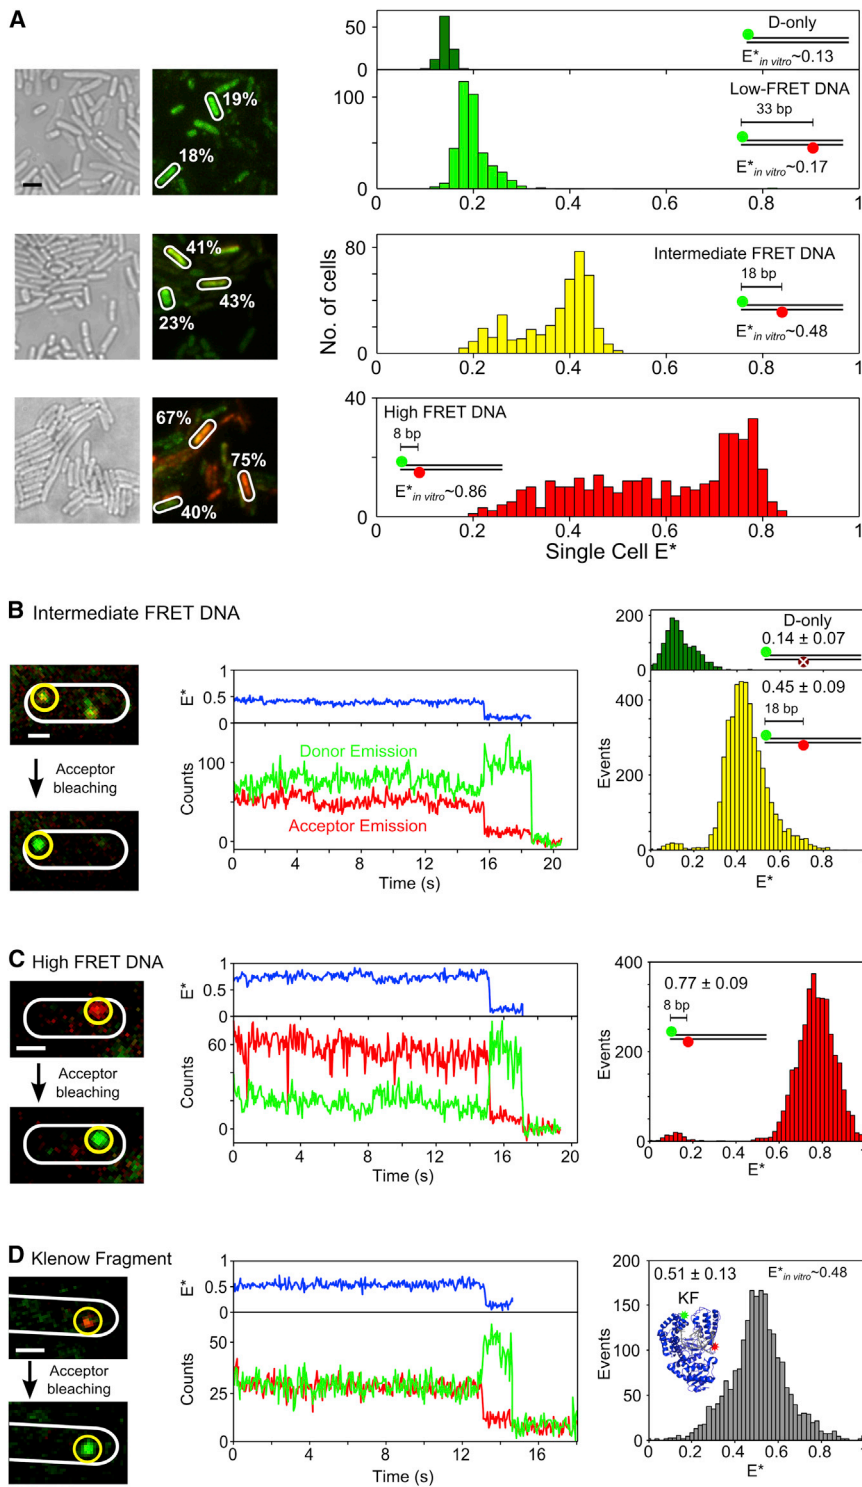 A
50
0
D-only
E*in vitro~0.13
100
0
Low-FRET DNA
33 bp
E*in vitro~0.17
0
0.2
0.4
0.6
0.8
1
19%
18%
No. of cells
80
40
0
Intermediate FRET DNA
18 bp
E*in vitro~0.48
0
0.2
0.4
0.6
0.8
1
41%
43%
23%
40
20
0
High FRET DNA
8 bp
E*in vitro~0.86
0
0.2
0.4
0.6
0.8
1
Single Cell E*
67%
75%
40%
B Intermediate FRET DNA
Acceptor
bleaching
E*
1
0.5
0
Donor Emission
Acceptor Emission
Counts
100
0
0 4 8 12 16 20
Time (s)
200
0
D-only
0.14 ± 0.07
0.45 ± 0.09
18 bp
Events
400
200
0
0 0.2 0.4 0.6 0.8
E*
C High FRET DNA
Acceptor
bleaching
E*
1
0.5
0
Counts
60
0
0 4 8 12 16 20
Time (s)
400
200
0
Events
0.77 ± 0.09
8 bp
0 0.2 0.4 0.6 0.8 1
E*
D Klenow Fragment
Acceptor
bleaching
E*
1
0.5
0
Counts
50
25
0
0 4 8 12 16
Time (s)
200
150
100
50
0
Events
0.51 ± 0.13
E*in vitro~0.48
KF
0 0.2 0.4 0.6 0.8 1
E*